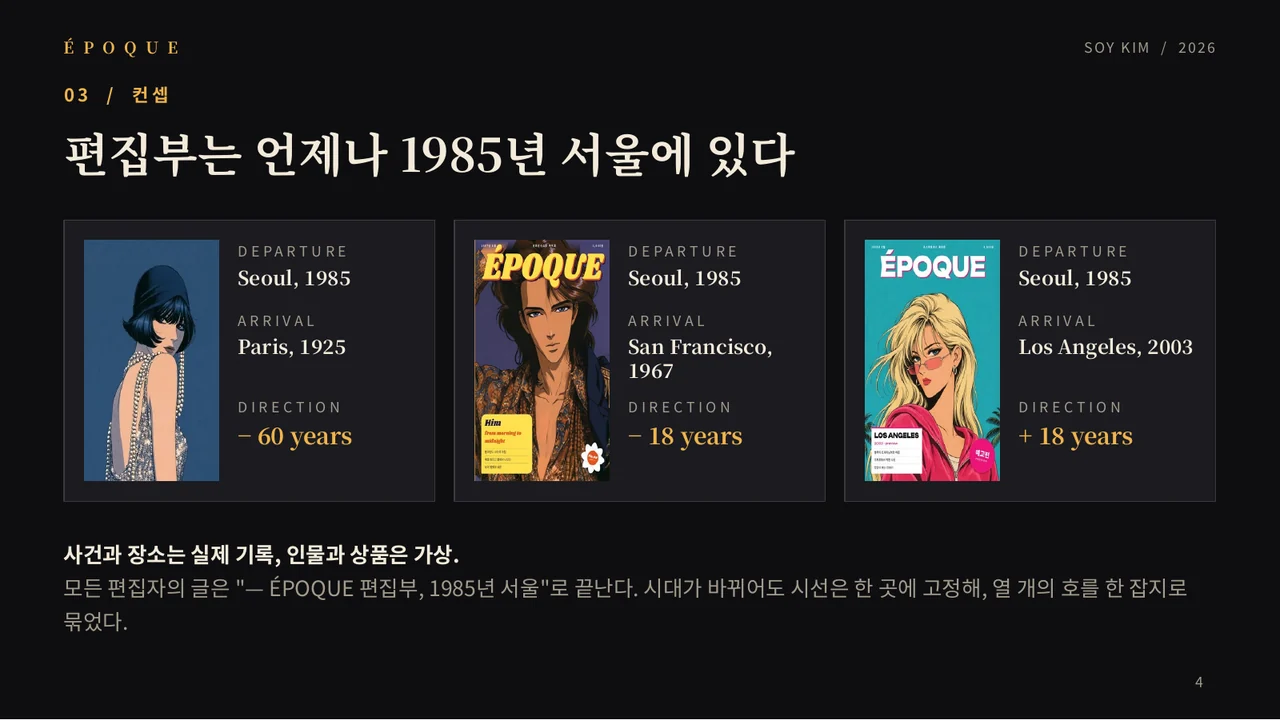 ÉPOQUE
SOY KIM / 2026
03 / 컨셉
편집부는 언제나 1985년 서울에 있다
DEPARTURE
Seoul, 1985
ARRIVAL
Paris, 1925
DIRECTION
− 60 years
ÉPOQUE
Him
from morning to
midnight
DEPARTURE
Seoul, 1985
ARRIVAL
San Francisco,
1967
DIRECTION
− 18 years
ÉPOQUE
LOS ANGELES
DEPARTURE
Seoul, 1985
ARRIVAL
Los Angeles, 2003
DIRECTION
+ 18 years
사건과 장소는 실제 기록, 인물과 상품은 가상.
모든 편집자의 글은 "— ÉPOQUE 편집부, 1985년 서울"로 끝난다. 시대가 바뀌어도 시선은 한 곳에 고정해, 열 개의 호를 한 잡지로
묶었다.
4